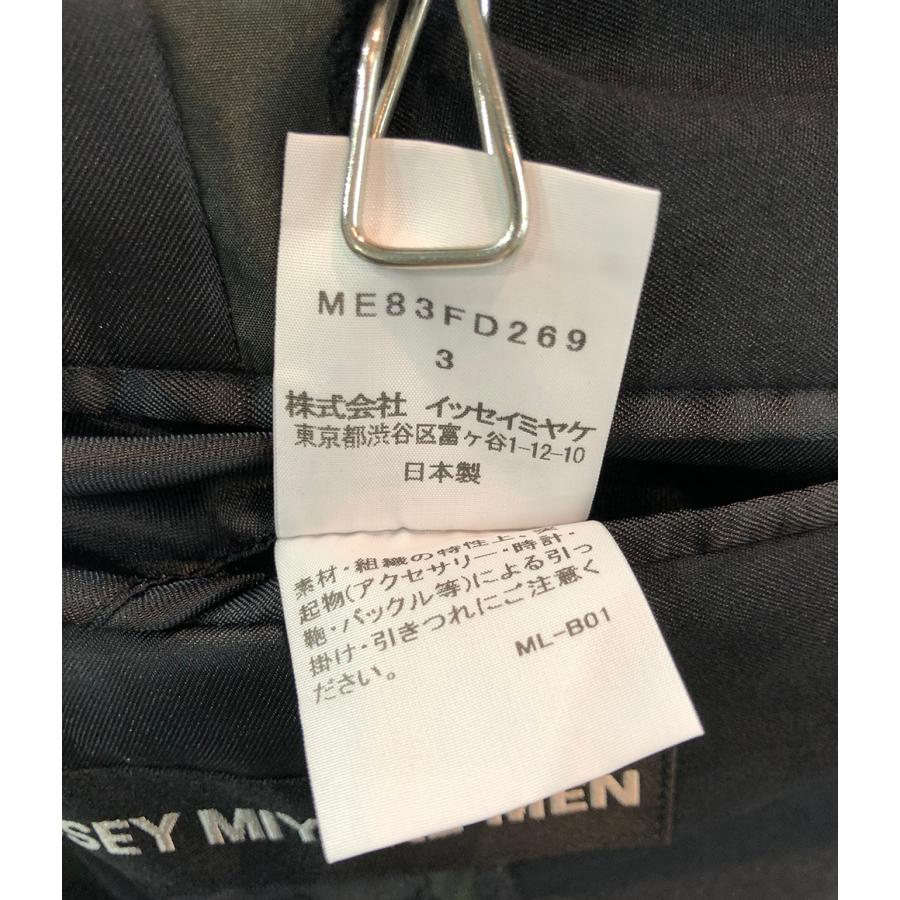 ME83FD269
3
株式会社 イッセイミヤケ
東京都渋谷区富ヶ谷1-12-10
日本製
素材・組織の特性上、突
起物(アクセサリー・時計・
鞄・バックル等)による引っ
掛け・引きつれにご注意く
ださい。
ML-B01
SEY MIY MEN